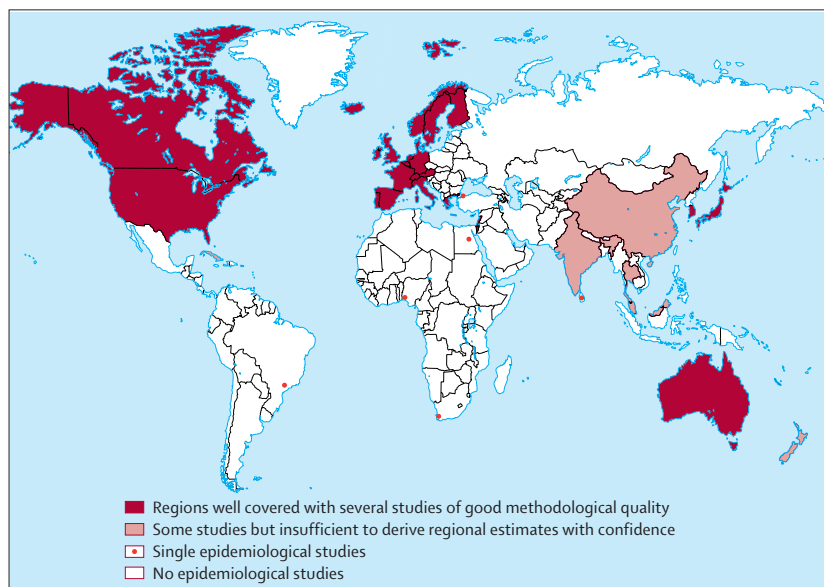 Regions well covered with several studies of good methodological quality
Some studies but insufficient to derive regional estimates with confidence
Single epidemiological studies
No epidemiological studies